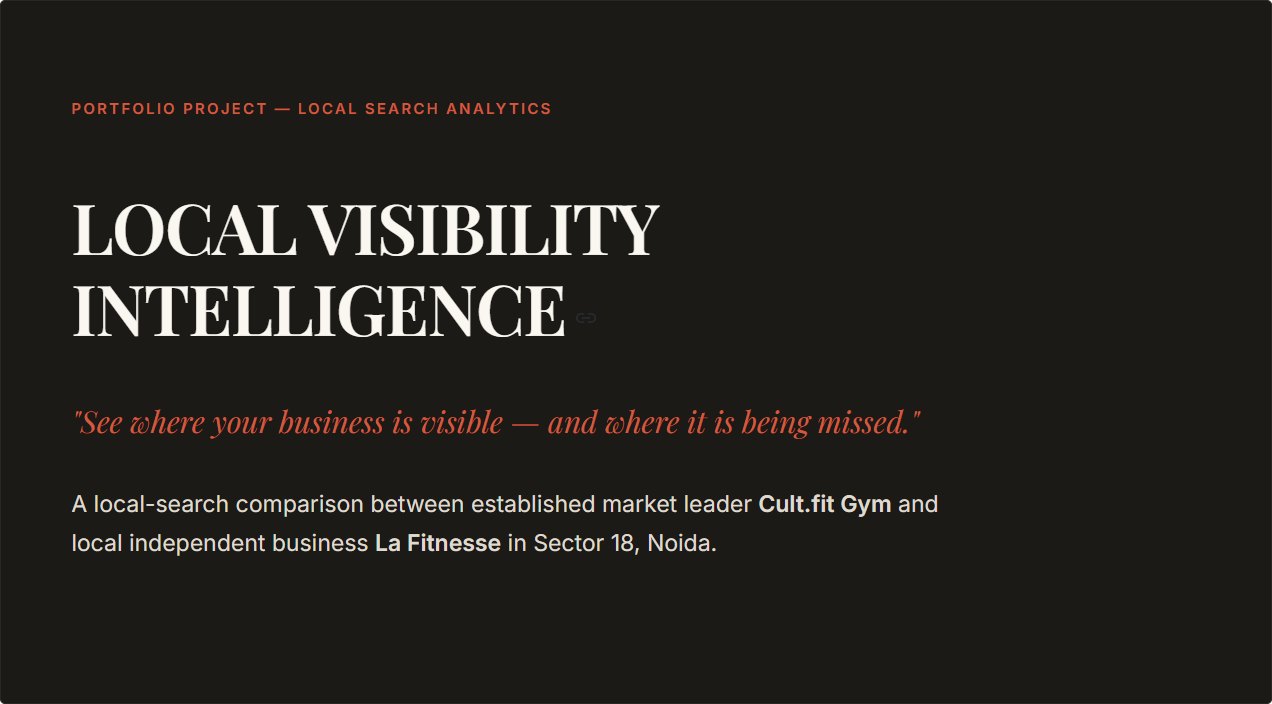 PORTFOLIO PROJECT — LOCAL SEARCH ANALYTICS
LOCAL VISIBILITY
INTELLIGENCE
"See where your business is visible — and where it is being missed."
A local-search comparison between established market leader Cult.fit Gym and
local independent business La Fitnesse in Sector 18, Noida.